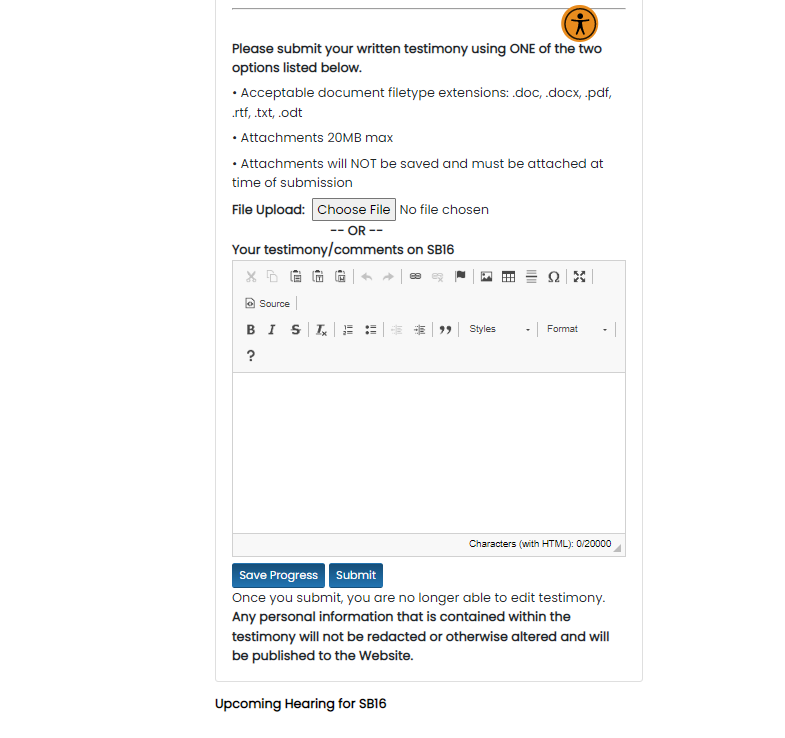 Please submit your written testimony using ONE of the two
options listed below.
• Acceptable document filetype extensions: .doc, .docx, .pdf,
.rtf, .txt, .odt
• Attachments 20MB max
• Attachments will NOT be saved and must be attached at
time of submission
File Upload: Choose File No file chosen
-- OR --
Your testimony/comments on SB16
Source
B I S Tx Styles Format
?
Characters (with HTML): 0/20000
Save Progress Submit
Once you submit, you are no longer able to edit testimony.
Any personal information that is contained within the
testimony will not be redacted or otherwise altered and will
be published to the Website.
Upcoming Hearing for SB16